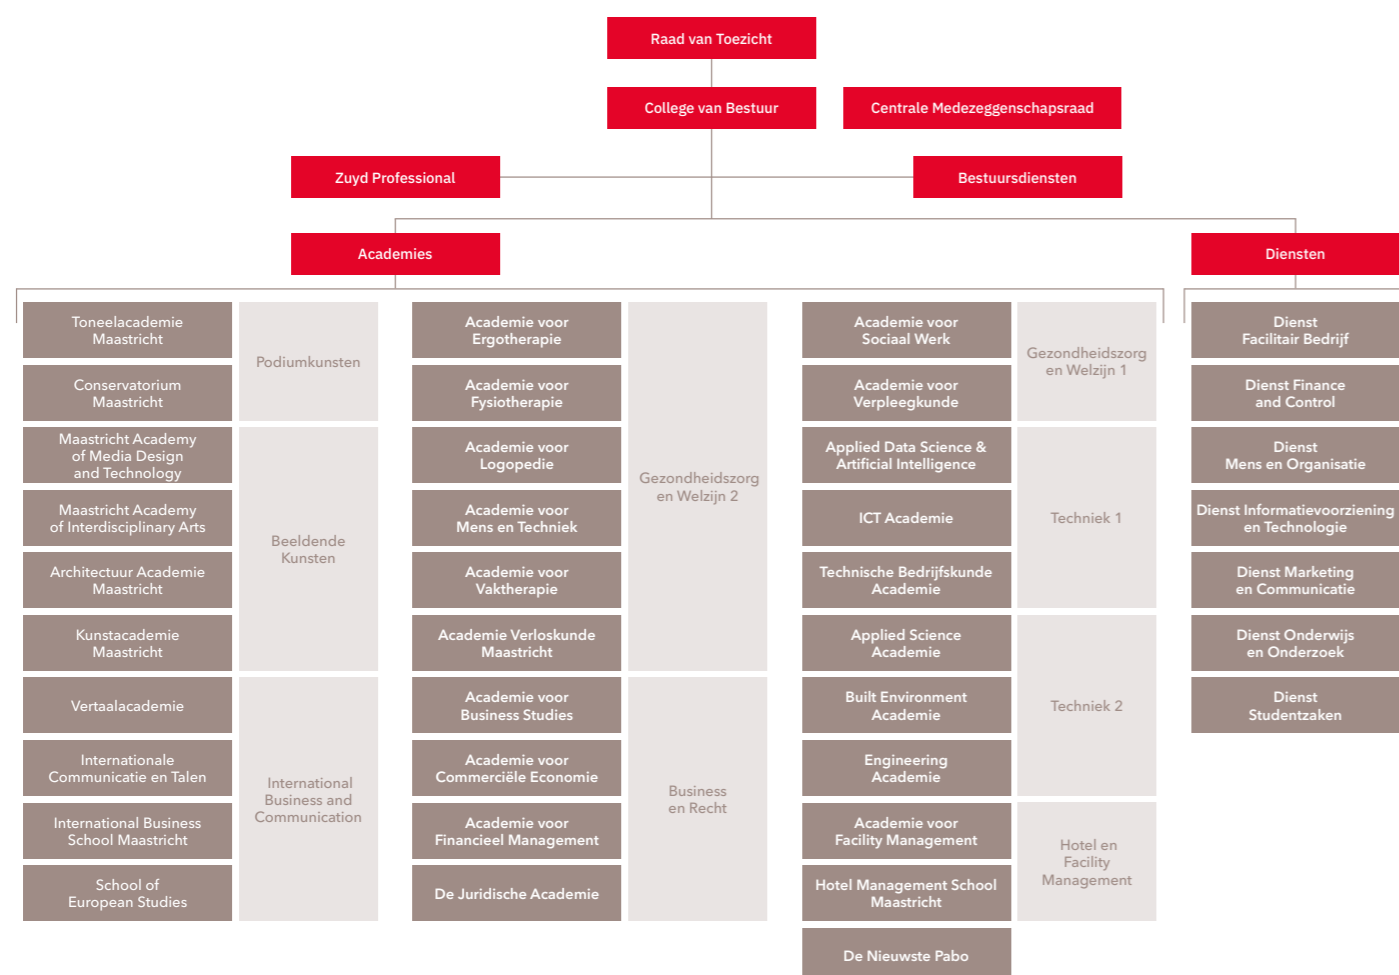 Raad van Toezicht
College van Bestuur
Centrale Medezeggenschapsraad
Zuyd Professional
Bestuursdiensten
Academies
Diensten
Toneelacademie
Maastricht
Conservatorium
Maastricht
Podiumkunsten
Maastricht Academy
of Media Design
and Technology
Maastricht Academy
of Interdisciplinary Arts
Architectuur Academie
Maastricht
Kunstacademie
Maastricht
Beeldende
Kunsten
Vertaalacademie
Internationale
Communicatie en Talen
International Business
School Maastricht
School of
European Studies
International
Business and
Communication
Academie voor
Ergotherapie
Academie voor
Fysiotherapie
Academie voor
Logopedie
Academie voor
Mens en Techniek
Academie voor
Vaktherapie
Academie Verloskunde
Maastricht
Gezondheidszorg
en Welzijn 2
Academie voor
Business Studies
Academie voor
Commerciële Economie
Academie voor
Financieel Management
De Juridische Academie
Business
en Recht
Academie voor
Sociaal Werk
Academie voor
Verpleegkunde
Gezondheidszorg
en Welzijn 1
Applied Data Science &
Artificial Intelligence
ICT Academie
Technische Bedrijfskunde
Academie
Techniek 1
Applied Science
Academie
Built Environment
Academie
Engineering
Academie
Techniek 2
Academie voor
Facility Management
Hotel Management School
Maastricht
Hotel en
Facility
Management
De Nieuwste Pabo
Dienst
Facilitair Bedrijf
Dienst Finance
and Control
Dienst
Mens en Organisatie
Dienst Informatievoorziening
en Technologie
Dienst Marketing
en Communicatie
Dienst Onderwijs
en Onderzoek
Dienst
Studentzaken